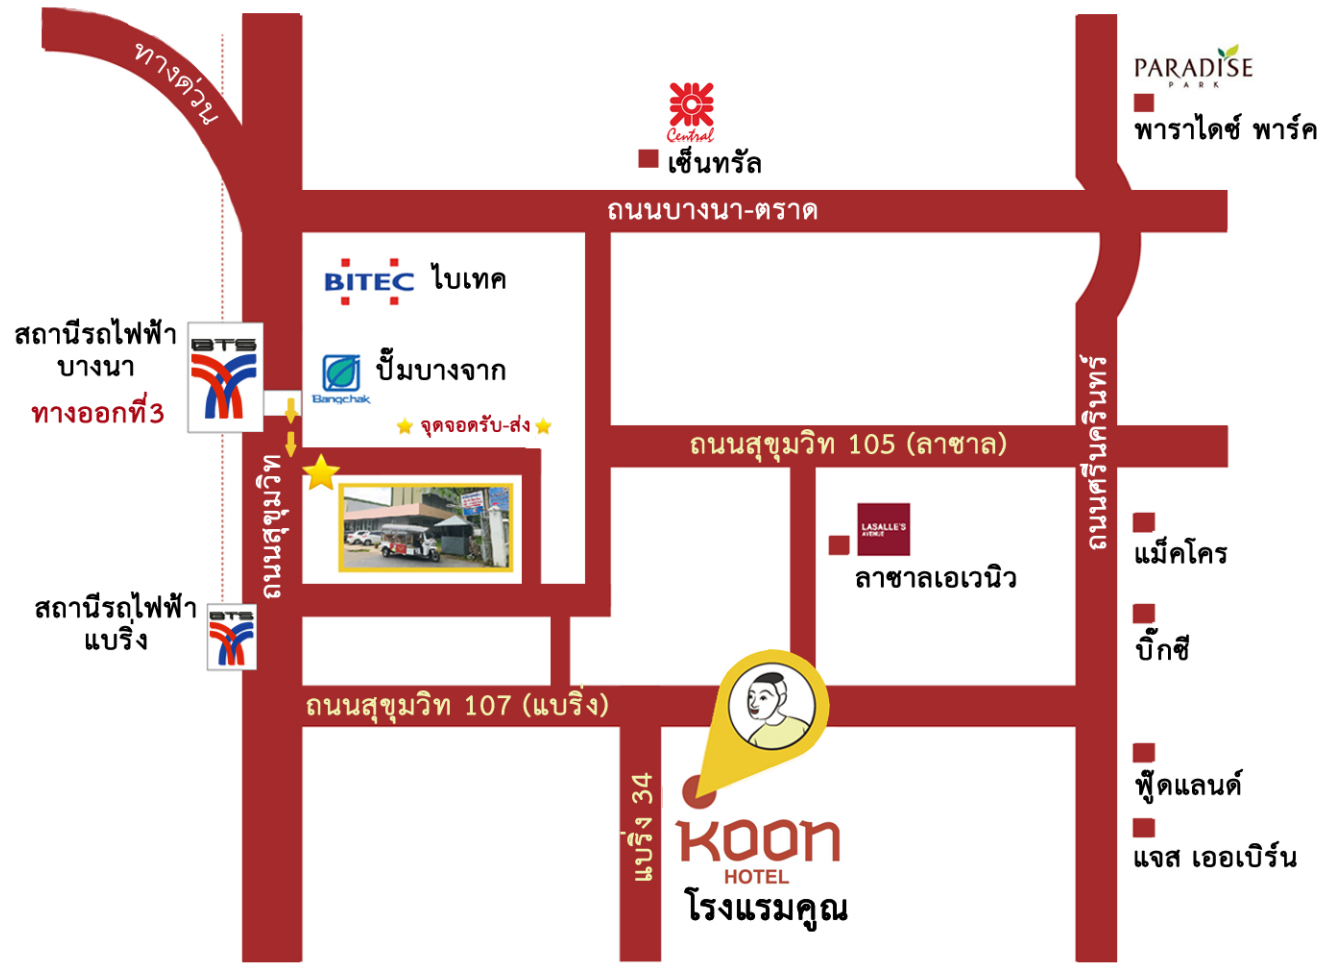 ทางด่วน
PARADISE
PARK
พาราไดซ์ พาร์ค
Central
เซ็นทรัล
ถนนบางนา-ตราด
BITEC ไบเทค
สถานีรถไฟฟ้า
บางนา
ทางออกที่3
BTS
Bangchak
ปั๊มบางจาก
จุดจอดรับ-ส่ง
ถนนสุขุมวิท
ถนนสุขุมวิท 105 (ลาซาล)
ถนนศรีนครินทร์
LASALLE'S
AVENUE
ลาซาลเอเวนิว
แม็คโคร
สถานีรถไฟฟ้า
แบริ่ง
BTS
บิ๊กซี
ถนนสุขุมวิท 107 (แบริ่ง)
แบริ่ง 34
KOON
HOTEL
โรงแรมคูณ
ฟู๊ดแลนด์
แจส เออเบิร์น